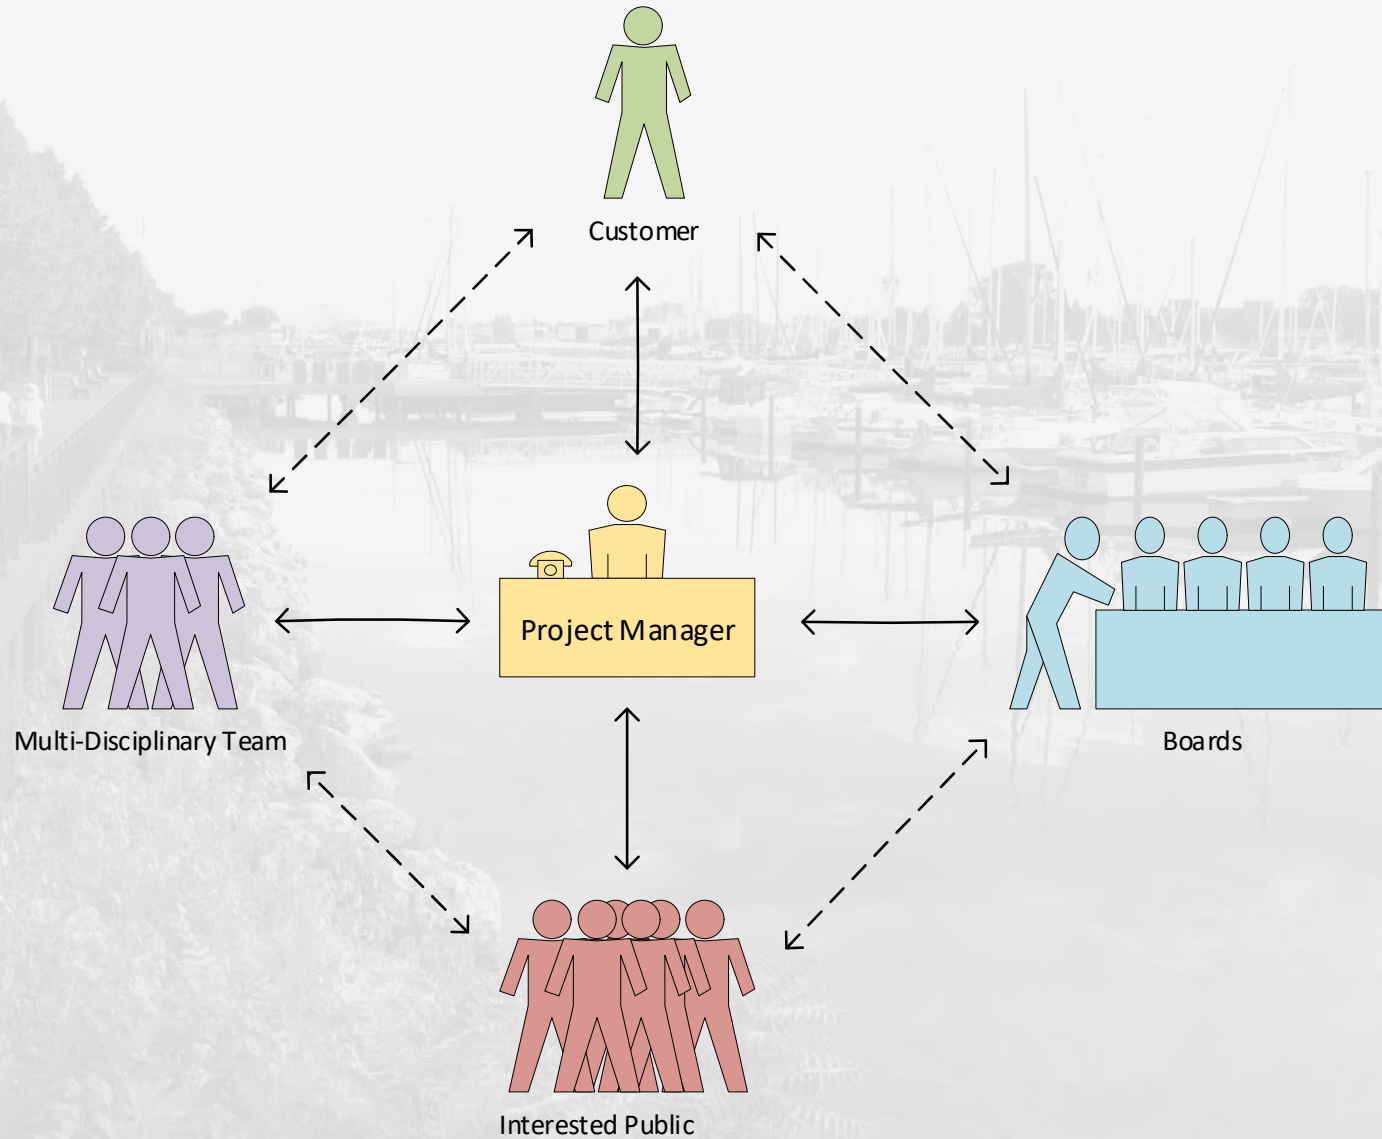 Customer
Project Manager
Multi-Disciplinary Team
Boards
Interested Public